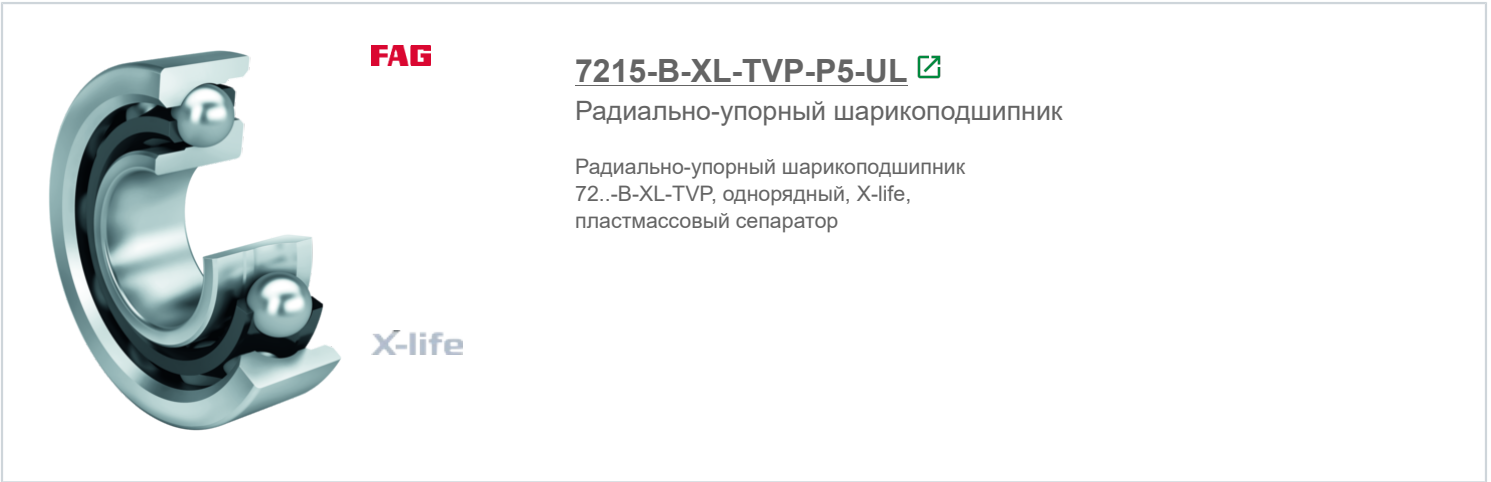 FAG
7215-B-XL-TVP-P5-UL
Радиально-упорный шарикоподшипник
Радиально-упорный шарикоподшипник
72..-B-XL-TVP, однорядный, X-life,
пластмассовый сепаратор
X-life